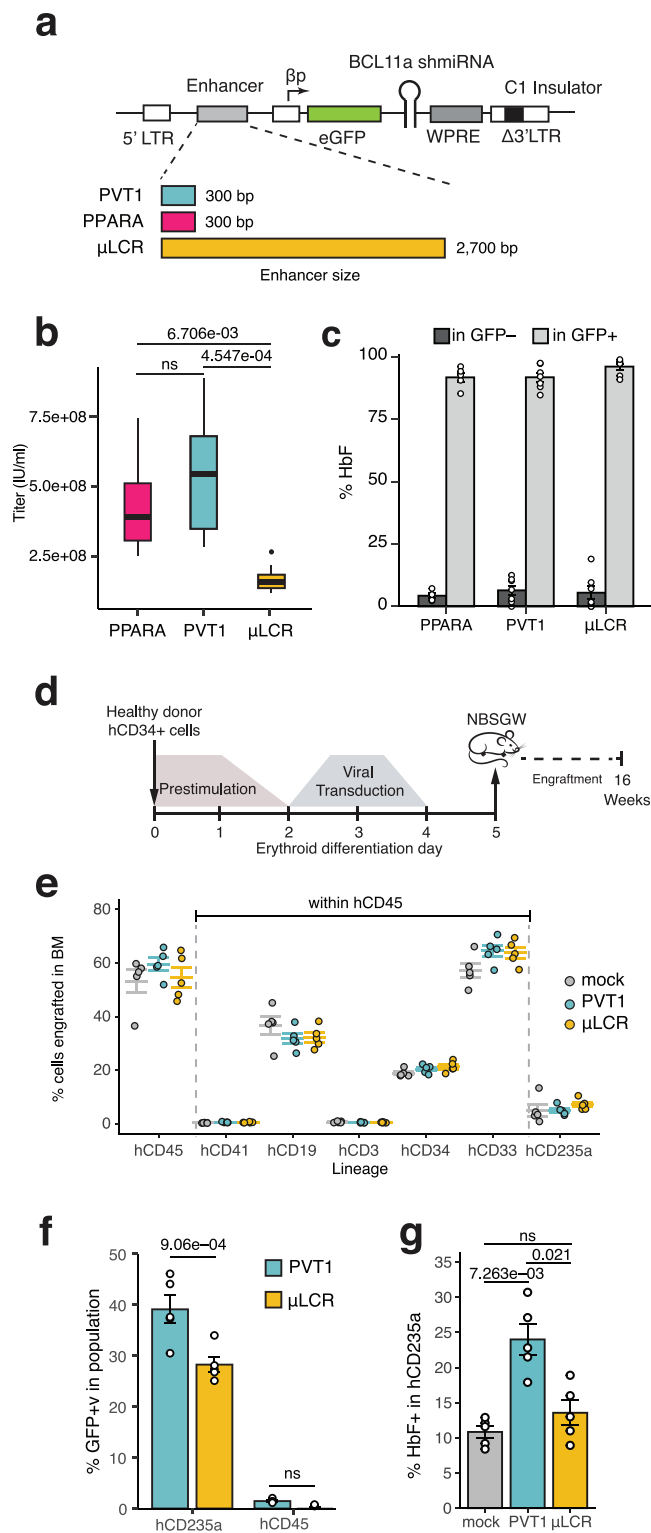 a
BCL11a shmiRNA
Enhancer
βp
C1 Insulator
5' LTR
eGFP
WPRE
Δ3'LTR
PVT1
300 bp
PPARA
300 bp
μLCR
2,700 bp
Enhancer size
b
6.706e-03
ns
4.547e-04
Titer (IU/ml)
7.5e+08
5.0e+08
2.5e+08
PPARA
PVT1
μLCR
c
in GFP−
in GFP+
% HbF
100
75
50
25
0
PPARA
PVT1
μLCR
d
Healthy donor
hCD34+ cells
NBSGW
Prestimulation
Viral
Transduction
Engraftment
16
Weeks
0 1 2 3 4 5
Erythroid differentiation day
e
within hCD45
% cells engrafted in BM
80
60
40
20
0
mock
PVT1
μLCR
hCD45 hCD41 hCD19 hCD3 hCD34 hCD33 hCD235a
Lineage
f
9.06e−04
% GFP+v in population
50
40
30
20
10
0
PVT1
μLCR
ns
hCD235a
hCD45
g
ns
0.021
7.263e−03
% HbF+ in hCD235a
35
30
25
20
15
10
5
0
mock PVT1 μLCR